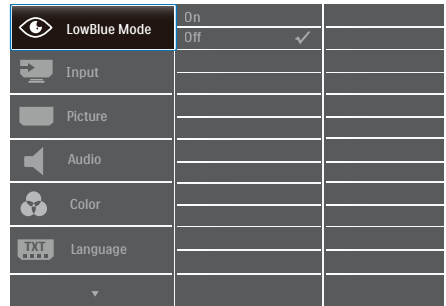 LowBlue Mode
On
Off
Input
Picture
Audio
Color
TXT
Language